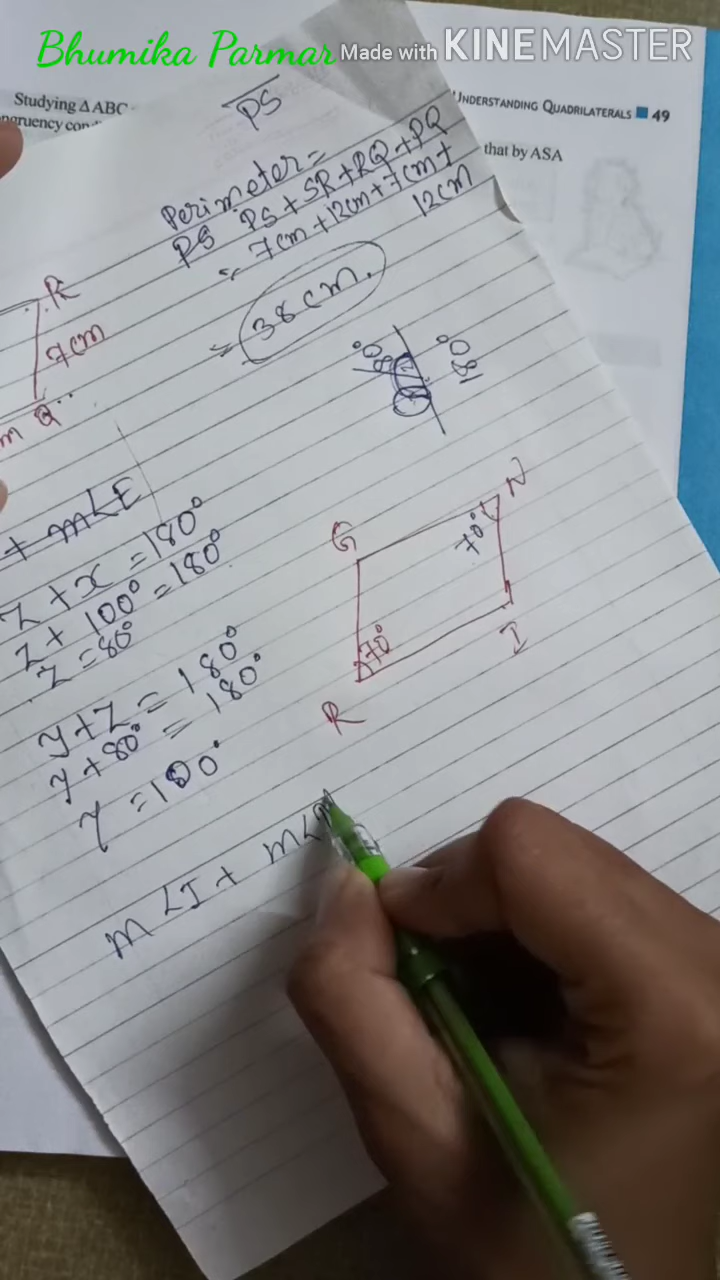 Bhumika Parmar Made with KINEMASTER
Studying Δ ABC
UNDERSTANDING QUADRILATERALS 49
that by ASA
PS
Perimeter =
PS PS + SR + RQ + PQ
= 7cm + 12cm + 7cm +
12cm
= 38 cm.
R
7cm
m Q
180°
+ m∠E
z + x = 180°
z + 100° = 180°
z = 80°
y + z = 180°
y + 80° = 180°
y = 100°
G
N
70°
70°
I
R
m∠I + m∠